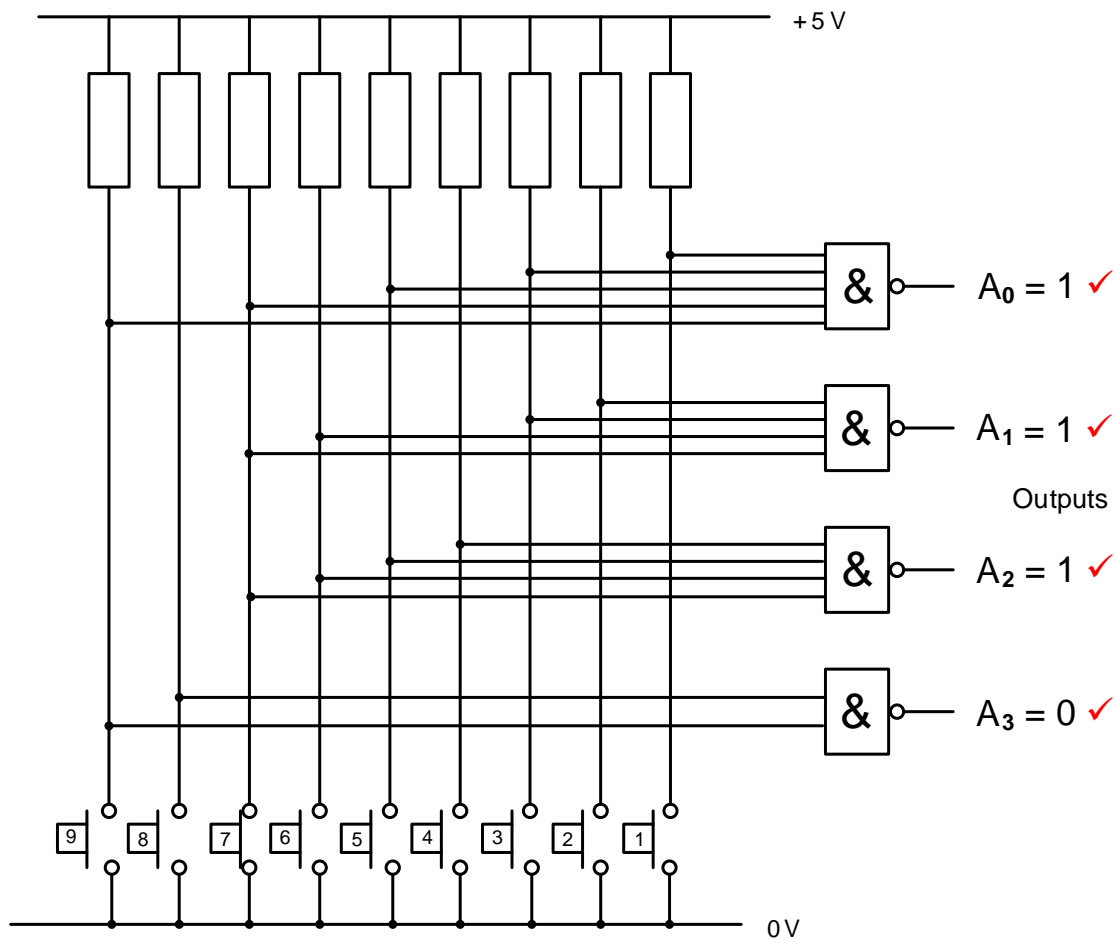 +5 V
& A₀ = 1 ✓
& A₁ = 1 ✓
Outputs
& A₂ = 1 ✓
& A₃ = 0 ✓
9 8 7 6 5 4 3 2 1
0 V